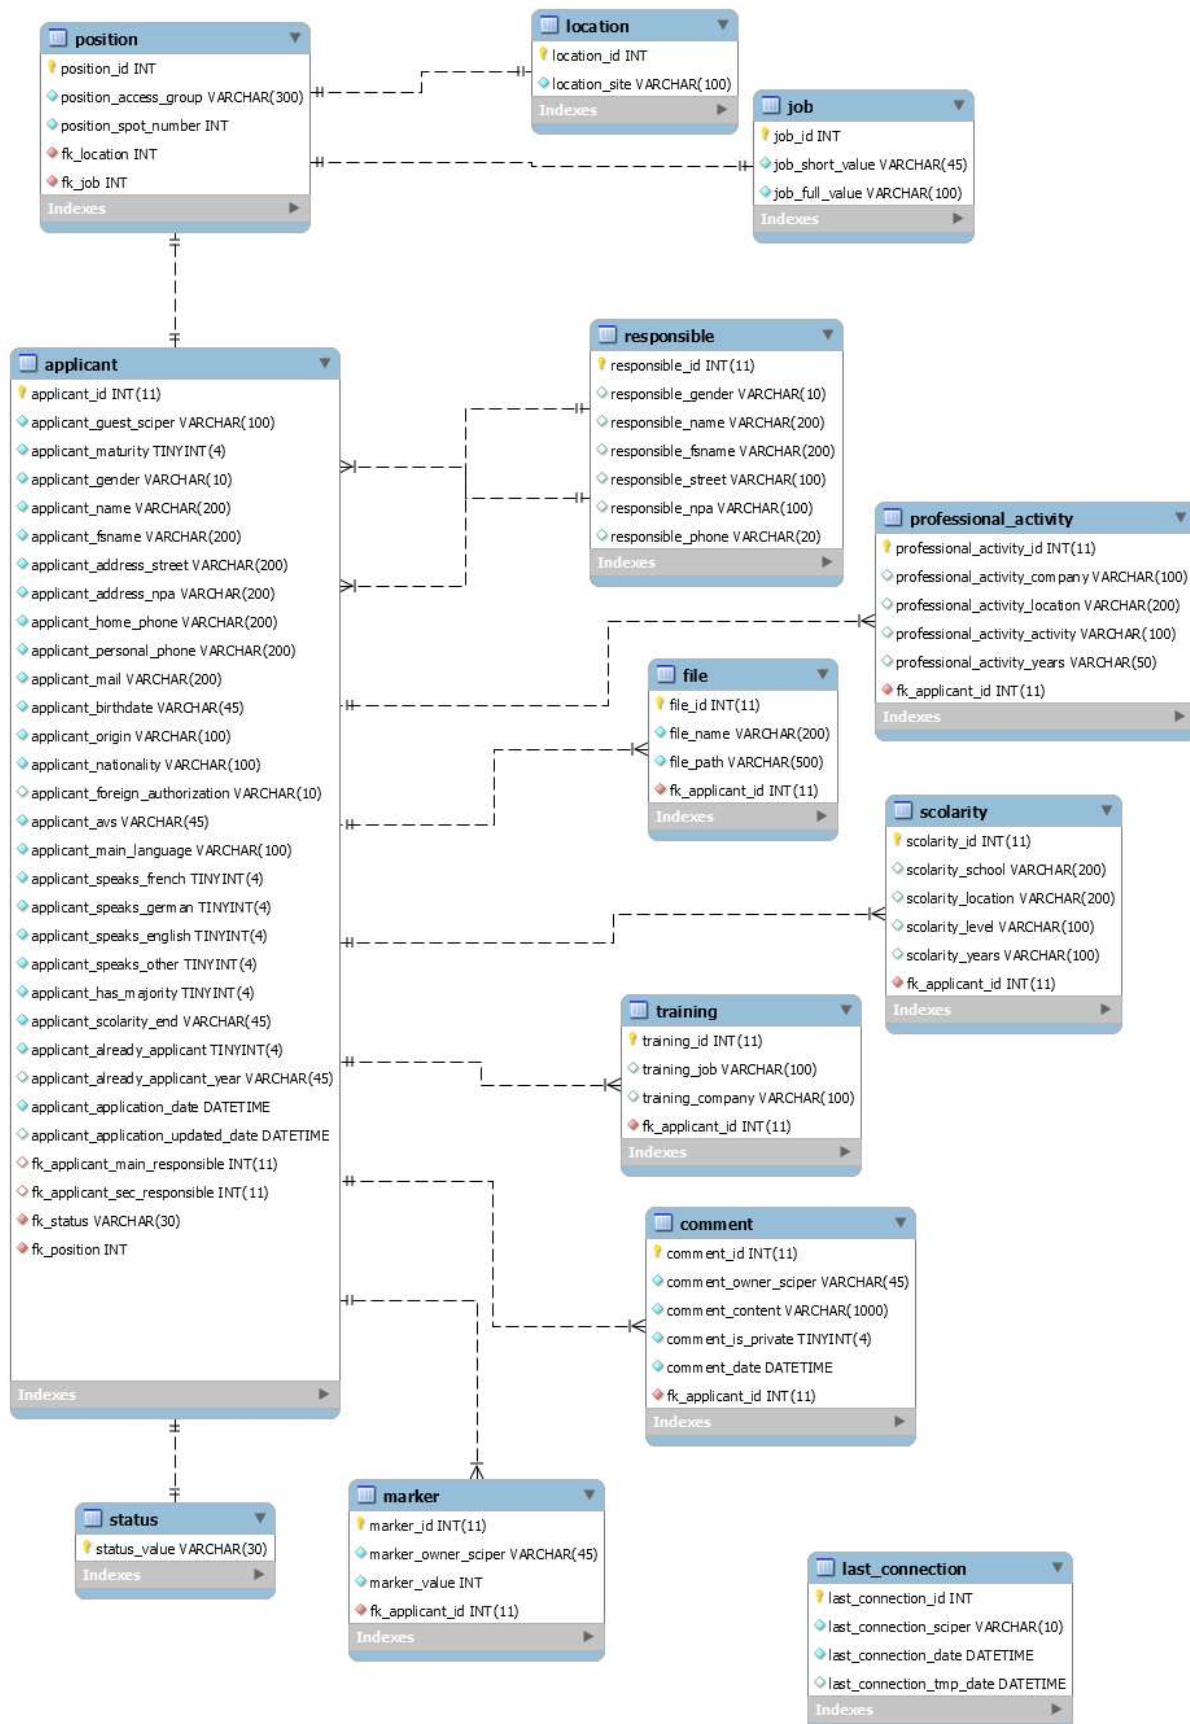 position
position_id INT
position_access_group VARCHAR(300)
position_spot_number INT
fk_location INT
fk_job INT
Indexes
location
location_id INT
location_site VARCHAR(100)
Indexes
job
job_id INT
job_short_value VARCHAR(45)
job_full_value VARCHAR(100)
Indexes
applicant
applicant_id INT(11)
applicant_guest_sciper VARCHAR(100)
applicant_maturity TINYINT(4)
applicant_gender VARCHAR(10)
applicant_name VARCHAR(200)
applicant_fsname VARCHAR(200)
applicant_address_street VARCHAR(200)
applicant_address_npa VARCHAR(200)
applicant_home_phone VARCHAR(200)
applicant_personal_phone VARCHAR(200)
applicant_mail VARCHAR(200)
applicant_birthdate VARCHAR(45)
applicant_origin VARCHAR(100)
applicant_nationality VARCHAR(100)
applicant_foreign_authorization VARCHAR(10)
applicant_avs VARCHAR(45)
applicant_main_language VARCHAR(100)
applicant_speaks_french TINYINT(4)
applicant_speaks_german TINYINT(4)
applicant_speaks_english TINYINT(4)
applicant_speaks_other TINYINT(4)
applicant_has_majority TINYINT(4)
applicant_scolarity_end VARCHAR(45)
applicant_already_applicant TINYINT(4)
applicant_already_applicant_year VARCHAR(45)
applicant_application_date DATETIME
applicant_application_updated_date DATETIME
fk_applicant_main_responsible INT(11)
fk_applicant_sec_responsible INT(11)
fk_status VARCHAR(30)
fk_position INT
Indexes
responsible
responsible_id INT(11)
responsible_gender VARCHAR(10)
responsible_name VARCHAR(200)
responsible_fsname VARCHAR(200)
responsible_street VARCHAR(100)
responsible_npa VARCHAR(100)
responsible_phone VARCHAR(20)
Indexes
professional_activity
professional_activity_id INT(11)
professional_activity_company VARCHAR(100)
professional_activity_location VARCHAR(200)
professional_activity_activity VARCHAR(100)
professional_activity_years VARCHAR(50)
fk_applicant_id INT(11)
Indexes
file
file_id INT(11)
file_name VARCHAR(200)
file_path VARCHAR(500)
fk_applicant_id INT(11)
Indexes
scolarity
scolarity_id INT(11)
scolarity_school VARCHAR(200)
scolarity_location VARCHAR(200)
scolarity_level VARCHAR(100)
scolarity_years VARCHAR(100)
fk_applicant_id INT(11)
Indexes
training
training_id INT(11)
training_job VARCHAR(100)
training_company VARCHAR(100)
fk_applicant_id INT(11)
Indexes
comment
comment_id INT(11)
comment_owner_sciper VARCHAR(45)
comment_content VARCHAR(1000)
comment_is_private TINYINT(4)
comment_date DATETIME
fk_applicant_id INT(11)
Indexes
status
status_value VARCHAR(30)
Indexes
marker
marker_id INT(11)
marker_owner_sciper VARCHAR(45)
marker_value INT
fk_applicant_id INT(11)
Indexes
last_connection
last_connection_id INT
last_connection_sciper VARCHAR(10)
last_connection_date DATETIME
last_connection_tmp_date DATETIME
Indexes